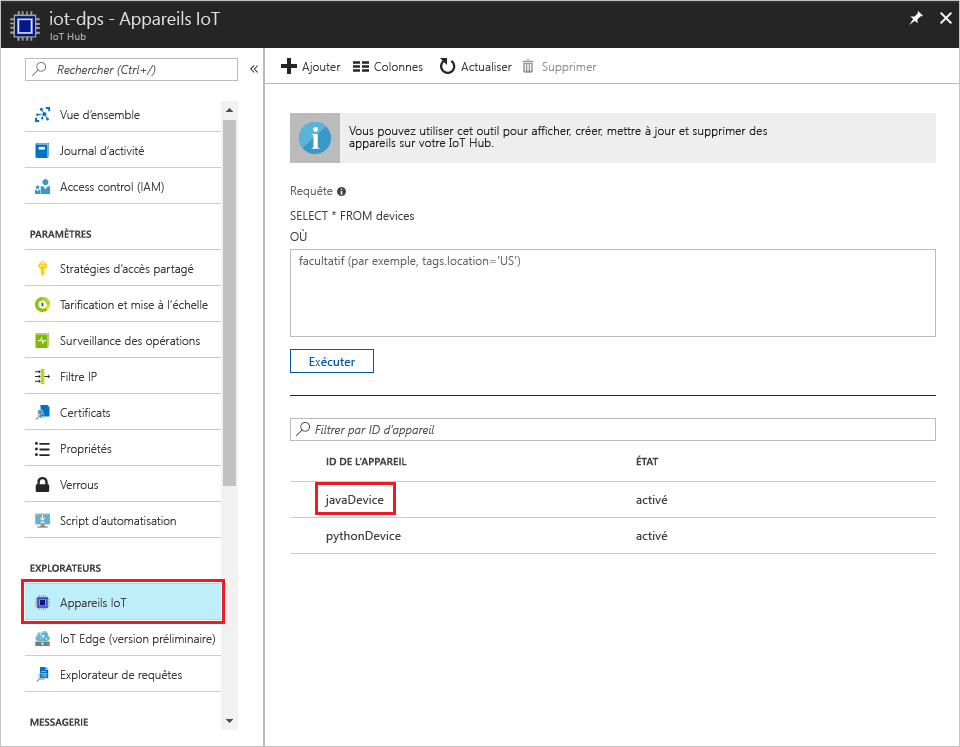 iot-dps - Appareils IoT
IoT Hub
Rechercher (Ctrl+/)
Vue d'ensemble
Journal d'activité
Access control (IAM)
PARAMÈTRES
Stratégies d'accès partagé
Tarification et mise à l'échelle
Surveillance des opérations
Filtre IP
Certificats
Propriétés
Verrous
Script d'automatisation
EXPLORATEURS
Appareils IoT
IoT Edge (version préliminaire)
Explorateur de requêtes
MESSAGERIE
Ajouter Colonnes Actualiser Supprimer
Vous pouvez utiliser cet outil pour afficher, créer, mettre à jour et supprimer des
appareils sur votre IoT Hub.
Requête
SELECT * FROM devices
OÙ
facultatif (par exemple, tags.location='US')
Exécuter
Filtrer par ID d'appareil
ID DE L'APPAREIL ÉTAT
javaDevice activé
pythonDevice activé